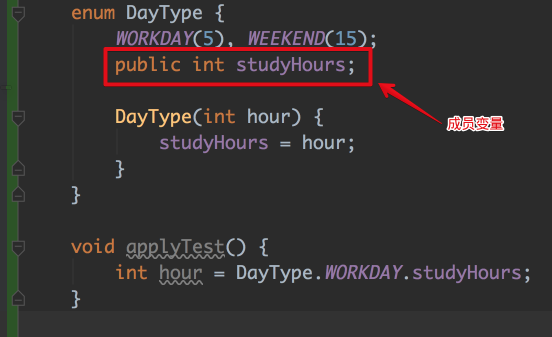 enum DayType {
WORKDAY(5), WEEKEND(15);
public int studyHours;
DayType(int hour) {
成员变量
studyHours = hour;
}
}
void applyTest() {
int hour = DayType.WORKDAY.studyHours;
}